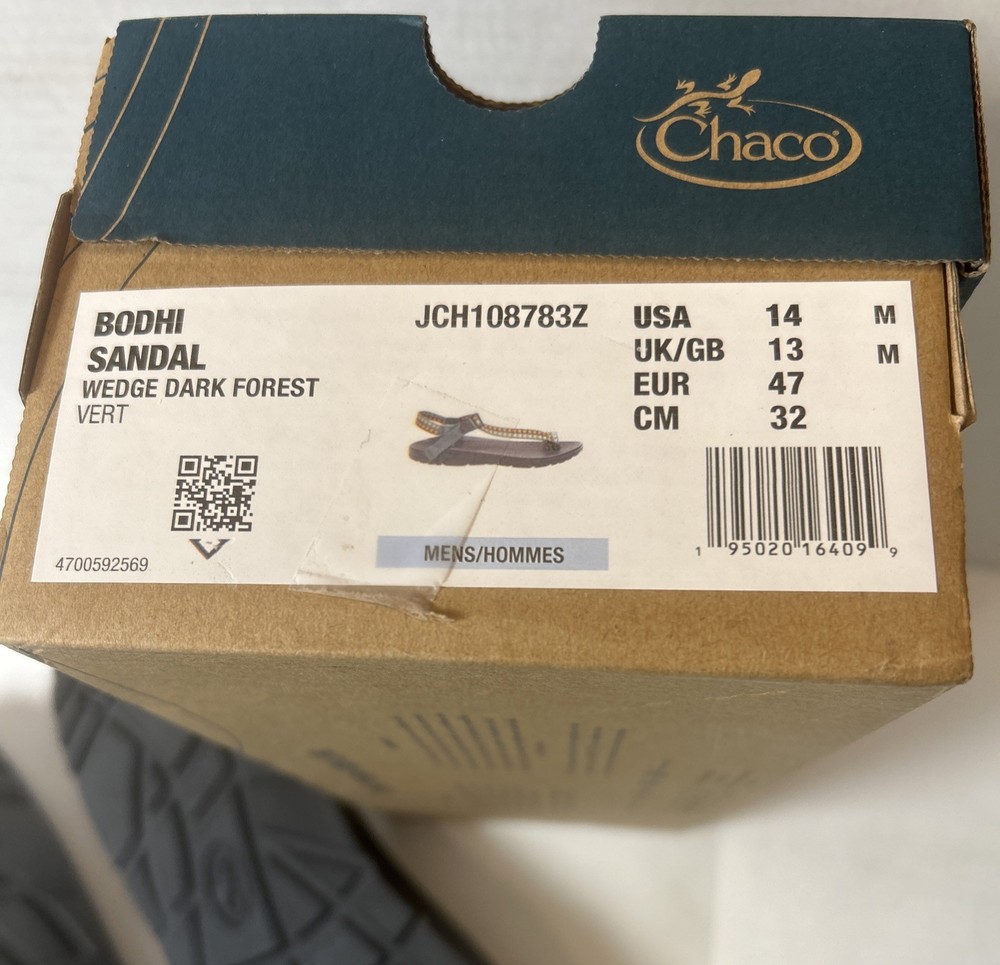 Chaco
BODHI
SANDAL
WEDGE DARK FOREST
VERT
JCH108783Z
USA 14 M
UK/GB 13 M
EUR 47
CM 32
4700592569
MENS/HOMMES
1 95020 16409 9